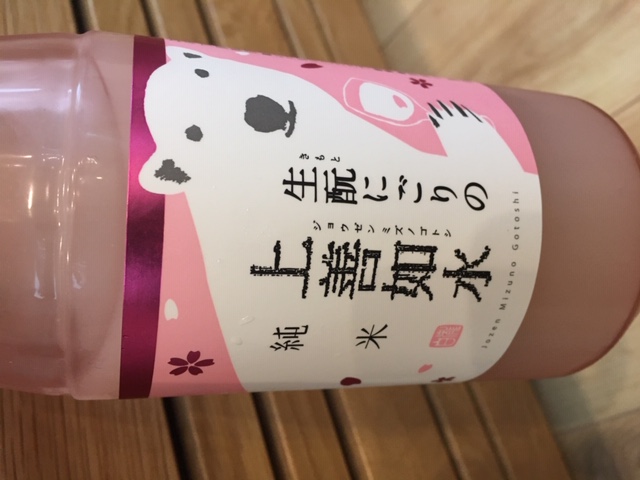 きもと
生酛にごりの
ジョウゼンミズノゴトシ
上善如水
純米
Jozen Mizuno Gotoshi